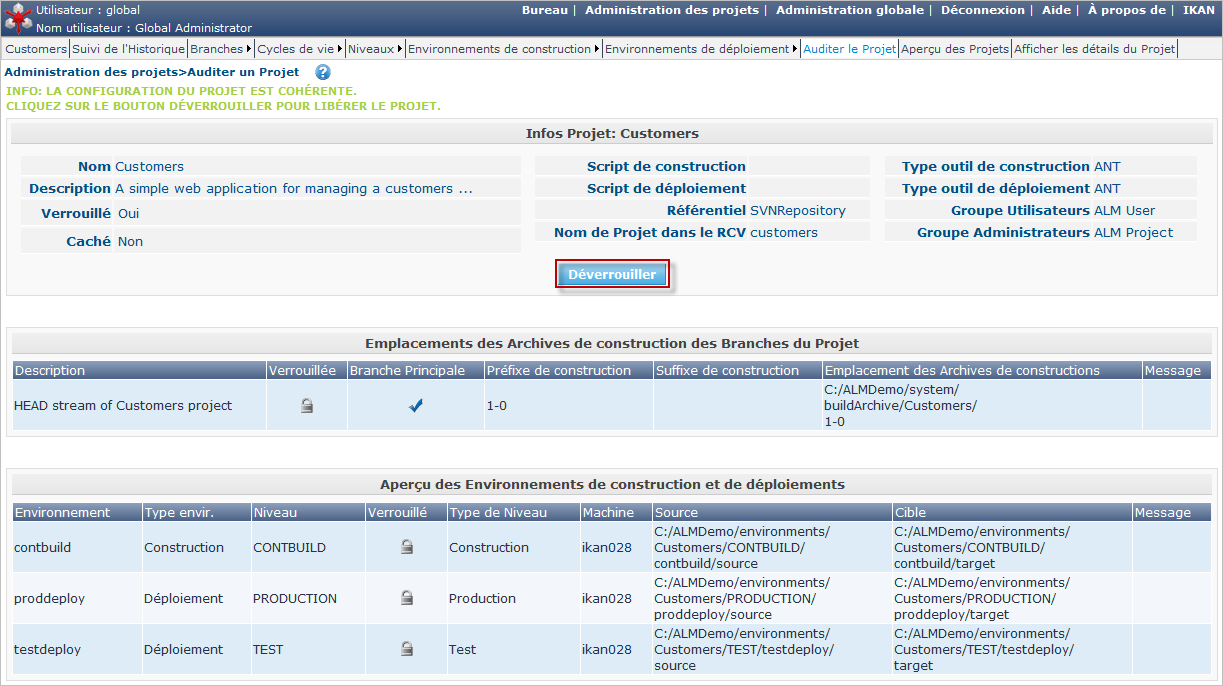 Utilisateur : global
Bureau | Administration des projets | Administration globale | Déconnexion | Aide | À propos de | IKAN
Nom utilisateur : Global Administrator
Customers Suivi de l'Historique Branches Cycles de vie Niveaux Environnements de construction Environnements de déploiement Auditer le Projet Aperçu des Projets Afficher les détails du Projet
Administration des projets>Auditer un Projet ?
INFO: LA CONFIGURATION DU PROJET EST COHÉRENTE.
CLIQUEZ SUR LE BOUTON DÉVERROUILLER POUR LIBÉRER LE PROJET.
Infos Projet: Customers
Nom Customers
Description A simple web application for managing a customers ...
Verrouillé Oui
Caché Non
Script de construction
Script de déploiement
Référentiel SVNRepository
Nom de Projet dans le RCV customers
Type outil de construction ANT
Type outil de déploiement ANT
Groupe Utilisateurs ALM User
Groupe Administrateurs ALM Project
Déverrouiller
Emplacements des Archives de construction des Branches du Projet
Description Verrouillée Branche Principale Préfixe de construction Suffixe de construction Emplacement des Archives de constructions Message
HEAD stream of Customers project 1-0
C:/ALMDemo/system/
buildArchive/Customers/
1-0
Aperçu des Environnements de construction et de déploiements
Environnement Type envir. Niveau Verrouillé Type de Niveau Machine Source Cible Message
contbuild Construction CONTBUILD Construction ikan028
C:/ALMDemo/environments/
Customers/CONTBUILD/
contbuild/source
C:/ALMDemo/environments/
Customers/CONTBUILD/
contbuild/target
proddeploy Déploiement PRODUCTION Production ikan028
C:/ALMDemo/environments/
Customers/PRODUCTION/
proddeploy/source
C:/ALMDemo/environments/
Customers/PRODUCTION/
proddeploy/target
testdeploy Déploiement TEST Test ikan028
C:/ALMDemo/environments/
Customers/TEST/testdeploy/
source
C:/ALMDemo/environments/
Customers/TEST/testdeploy/
target